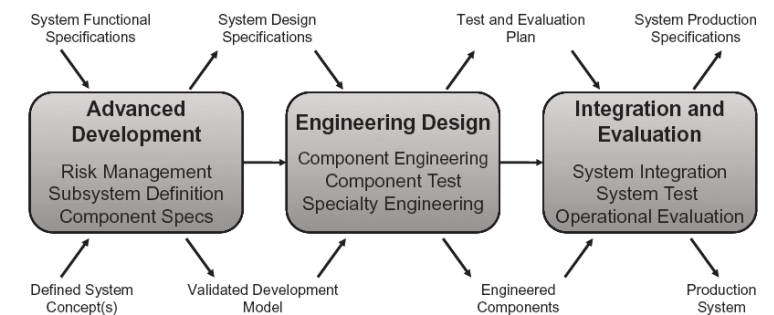 System Functional
Specifications
System Design
Specifications
Test and Evaluation
Plan
System Production
Specifications
Advanced
Development
Risk Management
Subsystem Definition
Component Specs
Engineering Design
Component Engineering
Component Test
Specialty Engineering
Integration and
Evaluation
System Integration
System Test
Operational Evaluation
Defined System
Concept(s)
Validated Development
Model
Engineered
Components
Production
System